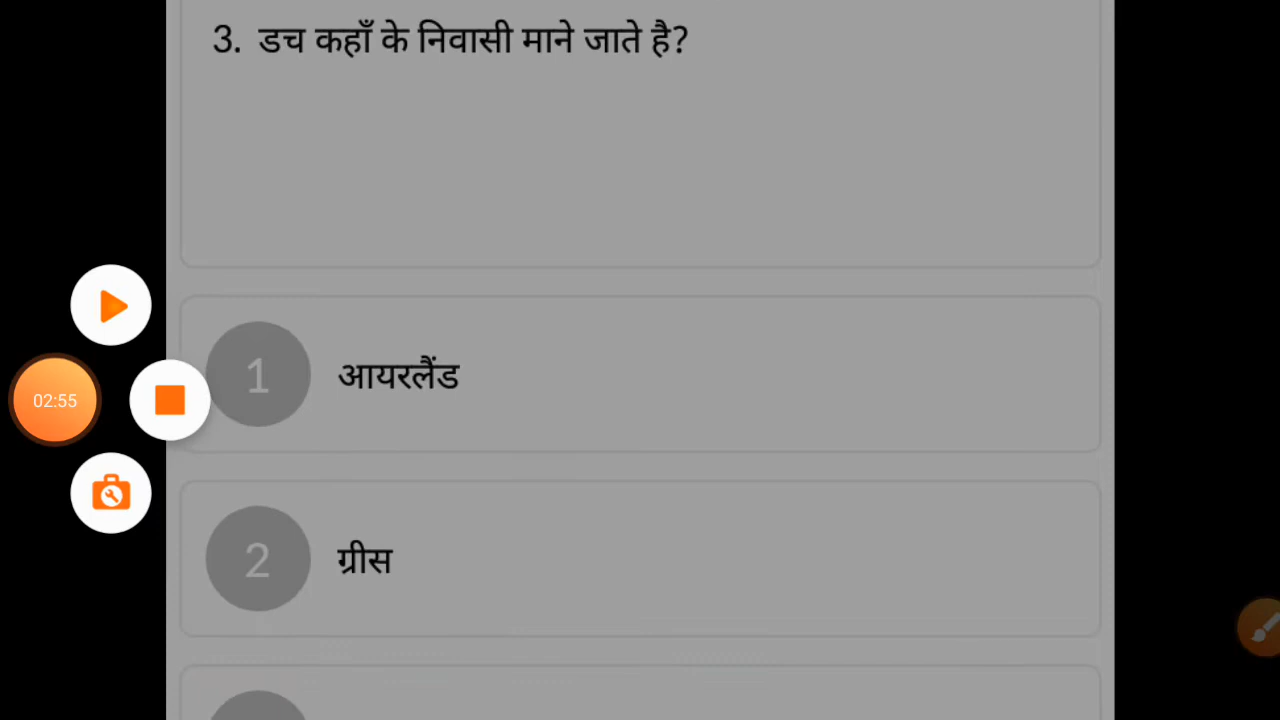 3. डच कहाँ के निवासी माने जाते है?
1 आयरलैंड
02:55
2 ग्रीस